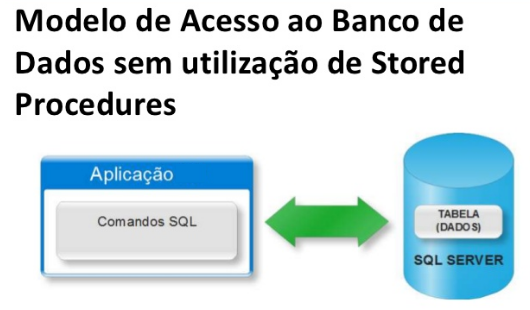 Modelo de Acesso ao Banco de
Dados sem utilização de Stored
Procedures
Aplicação
Comandos SQL
TABELA
(DADOS)
SQL SERVER